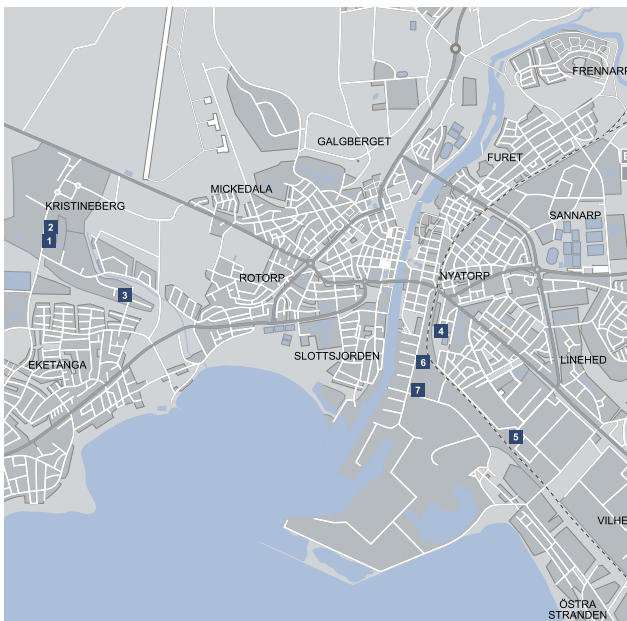 FRENNARP
GALGBERGET
FURET
MICKEDALA
KRISTINEBERG
SANNARP
2
1
ROTORP
NYATORP
3
4
SLOTTSJORDEN
LINEHED
6
EKETÅNGA
7
5
VILHE
ÖSTRA
STRANDEN